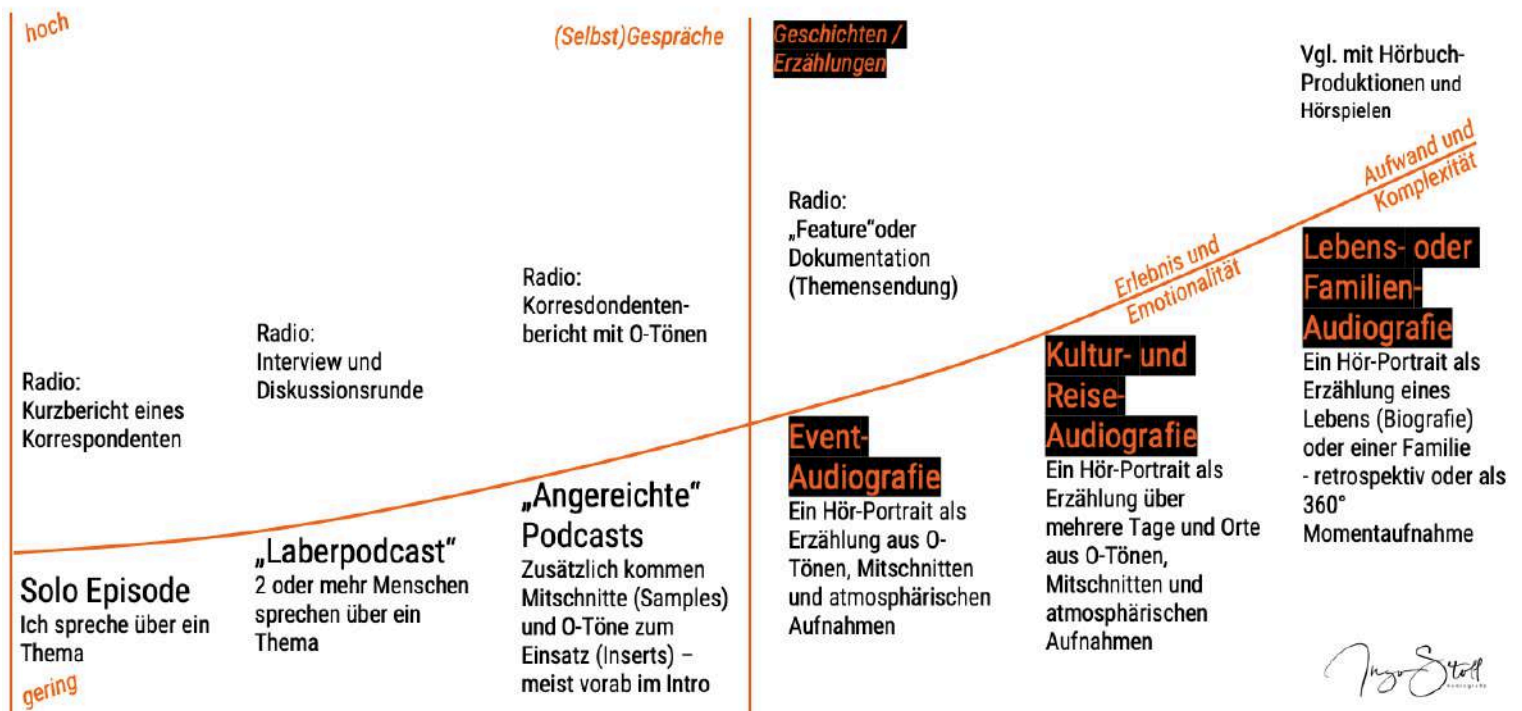 hoch
(Selbst)Gespräche
Geschichten /
Erzählungen
Vgl. mit Hörbuch-
Produktionen und
Hörspielen
Aufwand und
Komplexität
Erlebnis und
Emotionalität
Radio:
Kurzbericht eines
Korrespondenten
Radio:
Interview und
Diskussionsrunde
Radio:
Korresdondenten-
bericht mit O-Tönen
Radio:
„Feature“oder
Dokumentation
(Themensendung)
Solo Episode
Ich spreche über ein
Thema
gering
„Laberpodcast“
2 oder mehr Menschen
sprechen über ein
Thema
„Angereichte“
Podcasts
Zusätzlich kommen
Mitschnitte (Samples)
und O-Töne zum
Einsatz (Inserts) –
meist vorab im Intro
Event-
Audiografie
Ein Hör-Portrait als
Erzählung aus O-
Tönen, Mitschnitten
und atmosphärischen
Aufnahmen
Kultur- und
Reise-
Audiografie
Ein Hör-Portrait als
Erzählung über
mehrere Tage und Orte
aus O-Tönen,
Mitschnitten und
atmosphärischen
Aufnahmen
Lebens- oder
Familien-
Audiografie
Ein Hör-Portrait als
Erzählung eines
Lebens (Biografie)
oder einer Familie
- retrospektiv oder als
360°
Momentaufnahme
Ingo Stoll